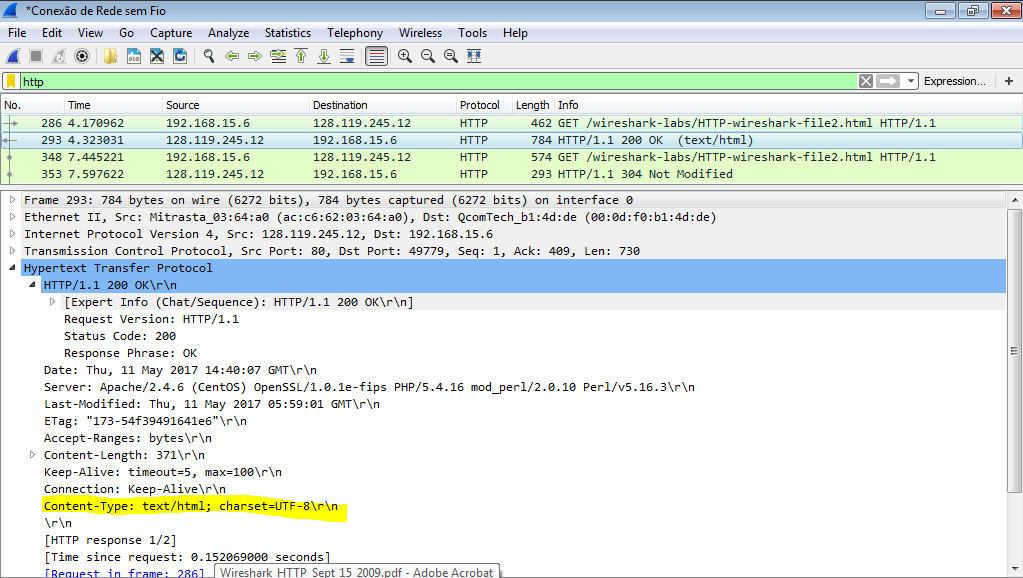 *Conexão de Rede sem Fio
File Edit View Go Capture Analyze Statistics Telephony Wireless Tools Help
http Expression... +
No. Time Source Destination Protocol Length Info
286 4.170962 192.168.15.6 128.119.245.12 HTTP 462 GET /wireshark-labs/HTTP-wireshark-file2.html HTTP/1.1
293 4.323031 128.119.245.12 192.168.15.6 HTTP 784 HTTP/1.1 200 OK (text/html)
348 7.445221 192.168.15.6 128.119.245.12 HTTP 574 GET /wireshark-labs/HTTP-wireshark-file2.html HTTP/1.1
353 7.597622 128.119.245.12 192.168.15.6 HTTP 293 HTTP/1.1 304 Not Modified
Frame 293: 784 bytes on wire (6272 bits), 784 bytes captured (6272 bits) on interface 0
Ethernet II, Src: Mitrasta_03:64:a0 (ac:c6:62:03:64:a0), Dst: QcomTech_b1:4d:de (00:0d:f0:b1:4d:de)
Internet Protocol Version 4, Src: 128.119.245.12, Dst: 192.168.15.6
Transmission Control Protocol, Src Port: 80, Dst Port: 49779, Seq: 1, Ack: 409, Len: 730
Hypertext Transfer Protocol
HTTP/1.1 200 OK\r\n
[Expert Info (Chat/Sequence): HTTP/1.1 200 OK\r\n]
Request Version: HTTP/1.1
Status Code: 200
Response Phrase: OK
Date: Thu, 11 May 2017 14:40:07 GMT\r\n
Server: Apache/2.4.6 (CentOS) OpenSSL/1.0.1e-fips PHP/5.4.16 mod_perl/2.0.10 Perl/v5.16.3\r\n
Last-Modified: Thu, 11 May 2017 05:59:01 GMT\r\n
ETag: "173-54f39491641e6"\r\n
Accept-Ranges: bytes\r\n
Content-Length: 371\r\n
Keep-Alive: timeout=5, max=100\r\n
Connection: Keep-Alive\r\n
Content-Type: text/html; charset=UTF-8\r\n
\r\n
[HTTP response 1/2]
[Time since request: 0.152069000 seconds]
[Request in frame: 286]
Wireshark_HTTP_Sept_15_2009.pdf - Adobe Acrobat